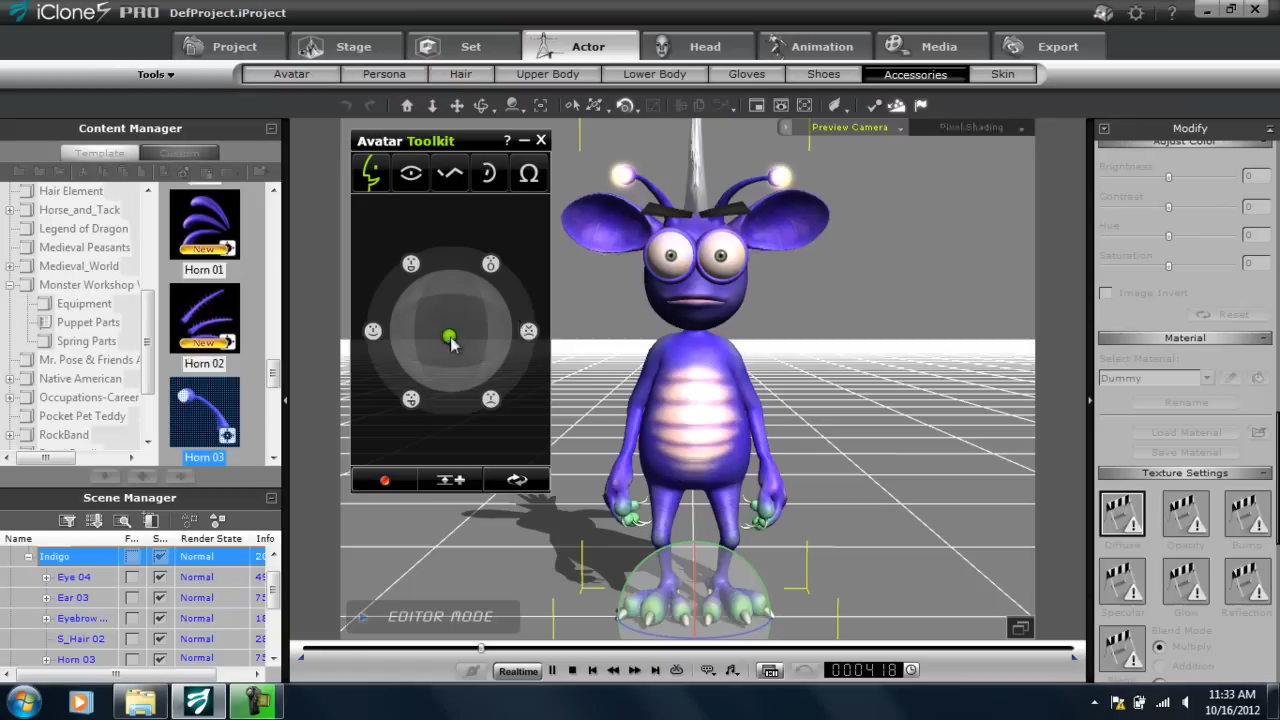 iClone5 PRO DefProject.iProject
Project Stage Set Actor Head Animation Media Export
Tools Avatar Persona Hair Upper Body Lower Body Gloves Shoes Accessories Skin
Content Manager
Template Custom
Hair Element
Horse_and_Tack
Legend of Dragon
Medieval Peasants
Medieval_World
Monster Workshop
Equipment
Puppet Parts
Spring Parts
Mr. Pose & Friends
Native American
Occupations-Career
Pocket Pet Teddy
RockBand
New
Horn 01
New
Horn 02
Horn 03
Scene Manager
Name F... S... Render State Info
Indigo Normal
Eye 04 Normal
Ear 03 Normal
Eyebrow ... Normal
S_Hair 02 Normal
Horn 03 Normal
Avatar Toolkit ?
Preview Camera Pixel Shading
EDITOR MODE
Realtime 0000418
Modify
Adjust Color
Brightness 0
Contrast 0
Hue 0
Saturation 0
Image Invert
Reset
Material
Select Material:
Dummy
Rename
Load Material
Save Material
Texture Settings
Diffuse Opacity Bump
Specular Glow Reflection
Blend Mode
Multiply
Addition
11:33 AM
10/16/2012